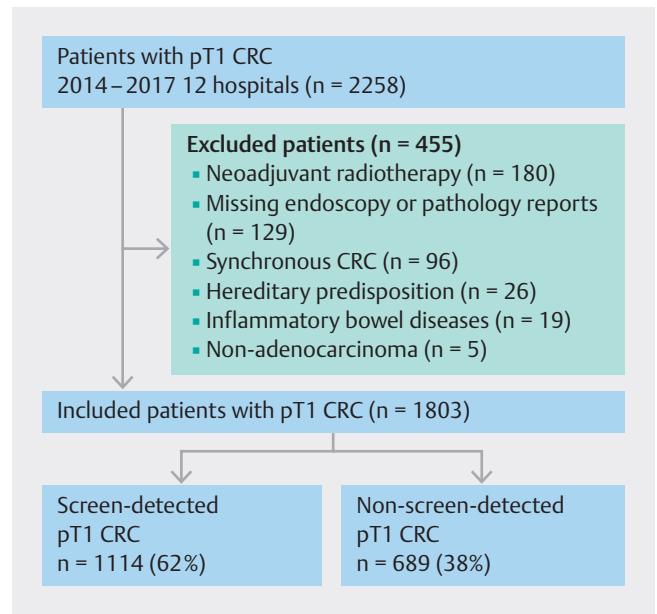 Patients with pT1 CRC
2014–2017 12 hospitals (n = 2258)
Excluded patients (n = 455)
▪ Neoadjuvant radiotherapy (n = 180)
▪ Missing endoscopy or pathology reports
(n = 129)
▪ Synchronous CRC (n = 96)
▪ Hereditary predisposition (n = 26)
▪ Inflammatory bowel diseases (n = 19)
▪ Non-adenocarcinoma (n = 5)
Included patients with pT1 CRC (n = 1803)
Screen-detected
pT1 CRC
n = 1114 (62%)
Non-screen-detected
pT1 CRC
n = 689 (38%)